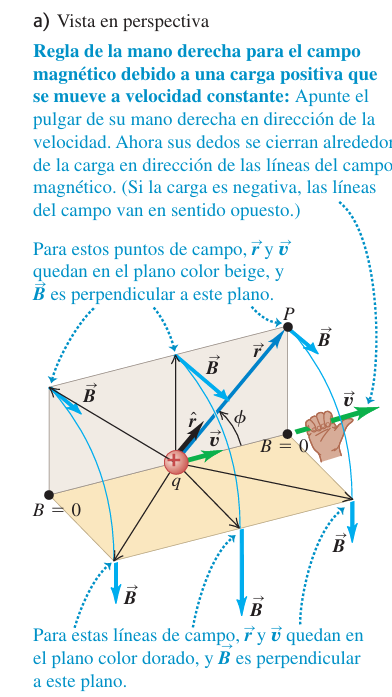 a) Vista en perspectiva
Regla de la mano derecha para el campo
magnético debido a una carga positiva que
se mueve a velocidad constante: Apunte el
pulgar de su mano derecha en dirección de la
velocidad. Ahora sus dedos se cierran alrededor
de la carga en dirección de las líneas del campo
magnético. (Si la carga es negativa, las líneas
del campo van en sentido opuesto.)
Para estos puntos de campo, r⃗ y v⃗
quedan en el plano color beige, y
B⃗ es perpendicular a este plano.
P
B⃗
r⃗
B⃗
B⃗
v⃗
r̂
ϕ
v⃗
B = 0
q
B = 0
B⃗
B⃗
B⃗
Para estas líneas de campo, r⃗ y v⃗ quedan en
el plano color dorado, y B⃗ es perpendicular
a este plano.